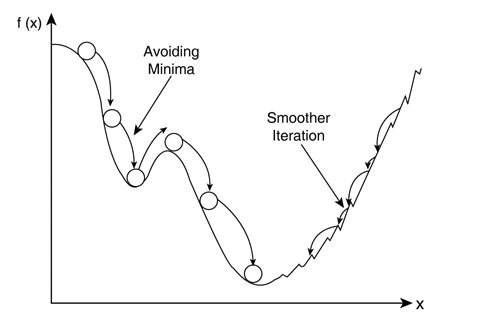 f (x)
Avoiding
Minima
Smoother
Iteration
x